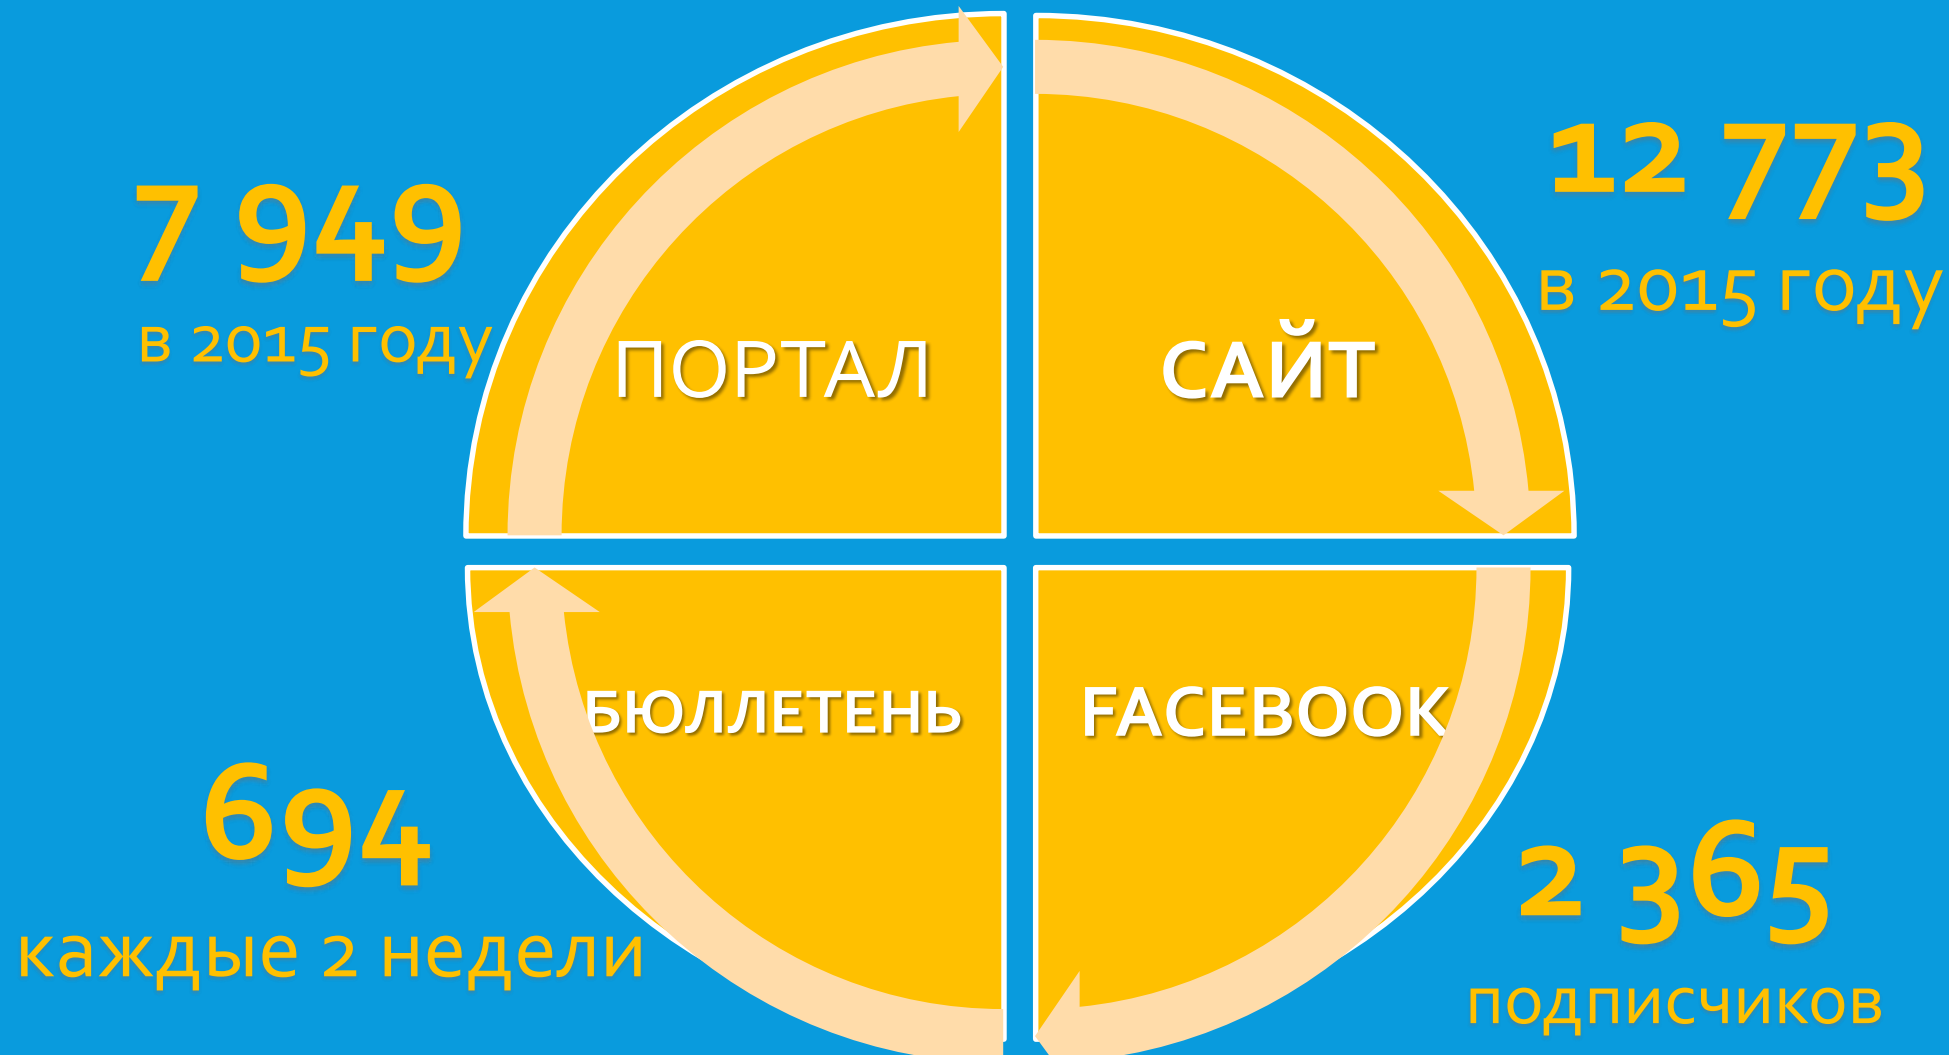 7 949
в 2015 году
ПОРТАЛ
САЙТ
12 773
в 2015 году
694
каждые 2 недели
БЮЛЛЕТЕНЬ
FACEBOOK
2 365
подписчиков